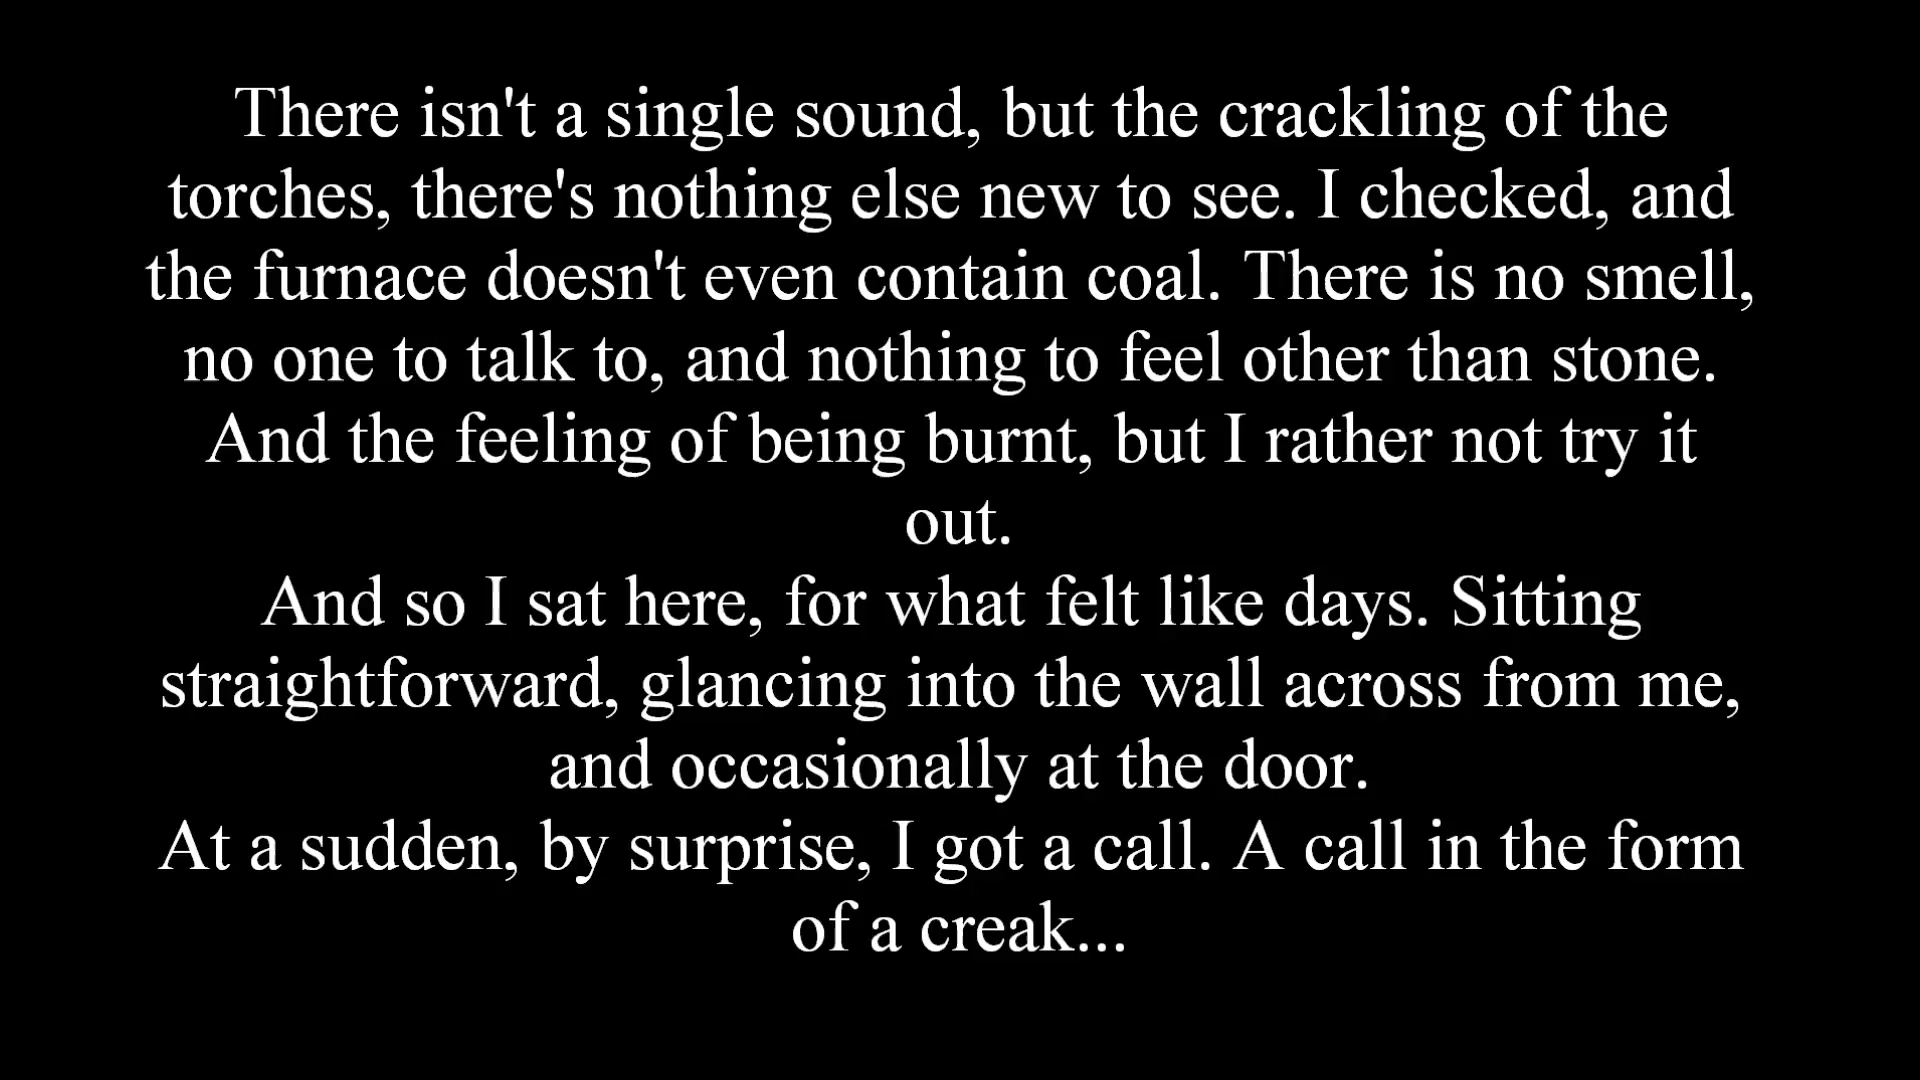 There isn't a single sound, but the crackling of the
torches, there's nothing else new to see. I checked, and
the furnace doesn't even contain coal. There is no smell,
no one to talk to, and nothing to feel other than stone.
And the feeling of being burnt, but I rather not try it
out.
And so I sat here, for what felt like days. Sitting
straightforward, glancing into the wall across from me,
and occasionally at the door.
At a sudden, by surprise, I got a call. A call in the form
of a creak...